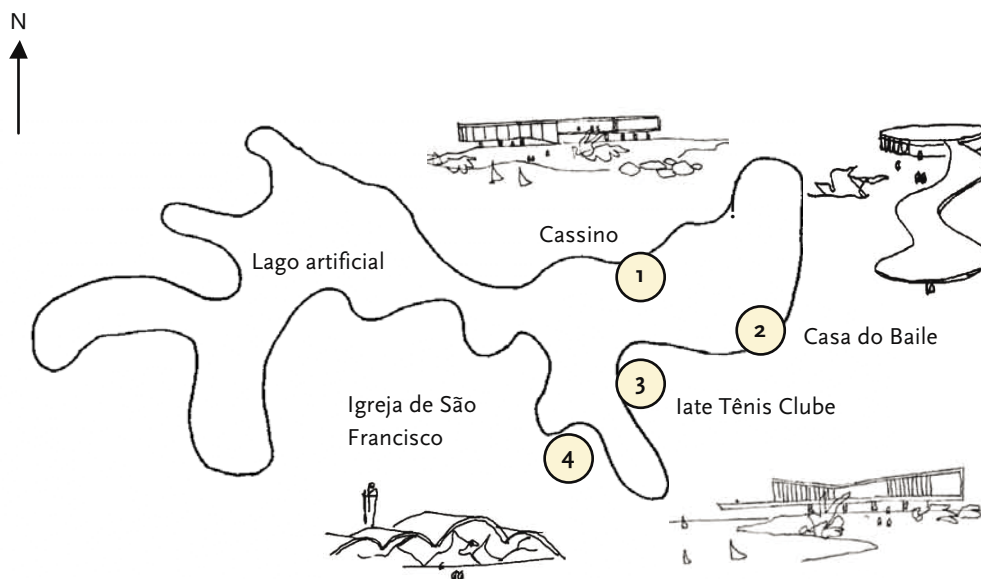 N
Cassino
Lago artificial
1
2
Casa do Baile
3
Iate Tênis Clube
Igreja de São
Francisco
4